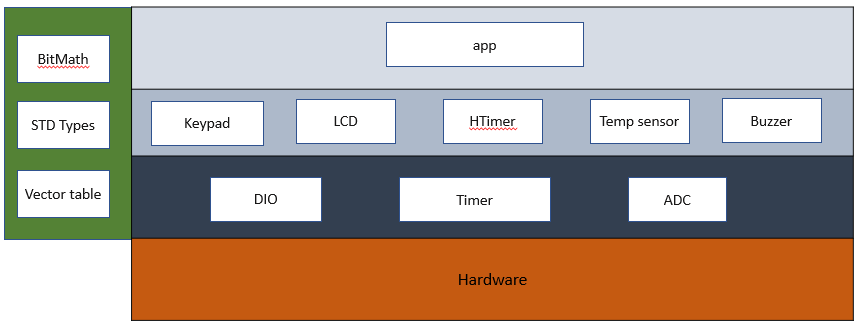 BitMath
STD Types
Vector table
app
Keypad
LCD
HTimer
Temp sensor
Buzzer
DIO
Timer
ADC
Hardware